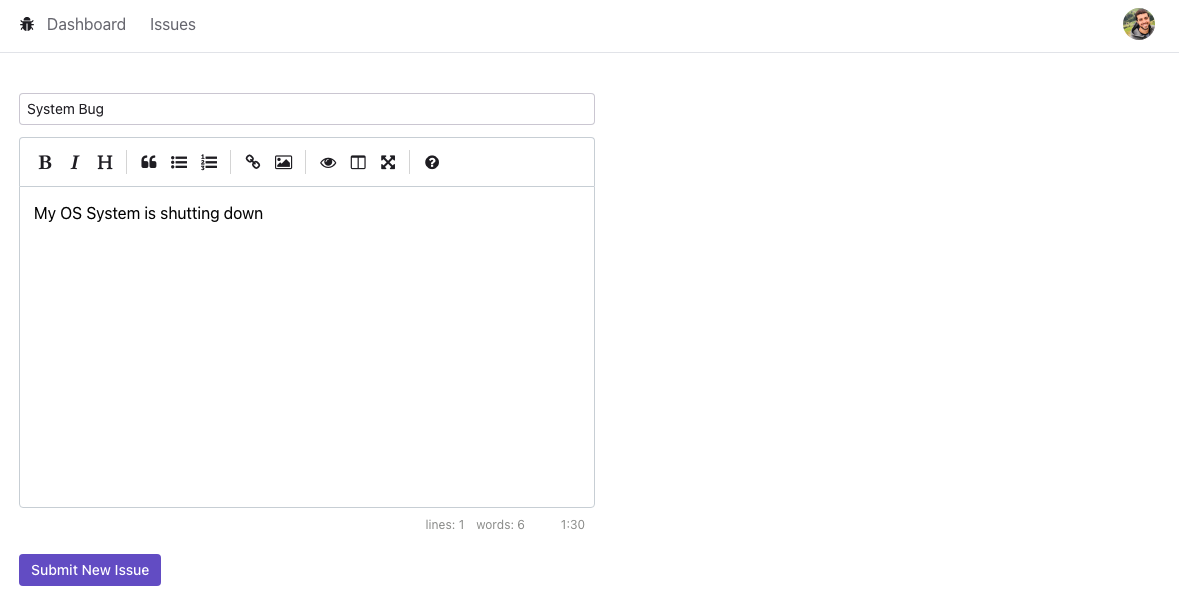 Dashboard Issues
System Bug
B I H
My OS System is shutting down
lines: 1 words: 6 1:30
Submit New Issue